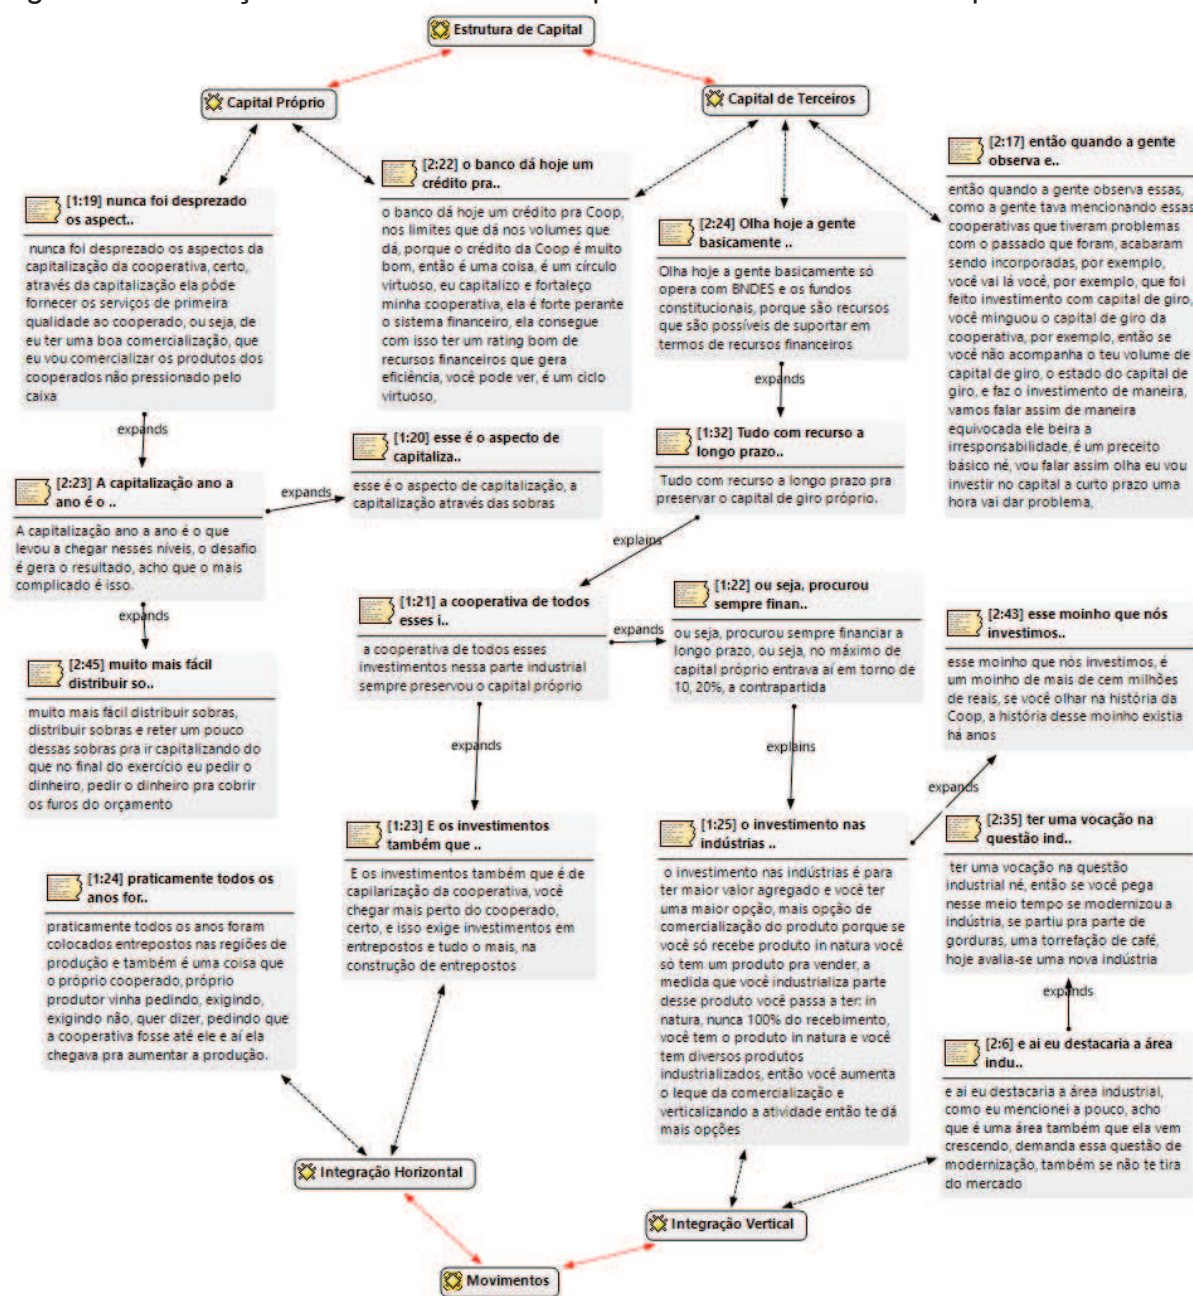 Estrutura de Capital
Capital Próprio
Capital de Terceiros
[1:19] nunca foi desprezado
os aspect..
nunca foi desprezado os aspectos da
capitalização da cooperativa, certo,
através da capitalização ela pôde
fornecer os serviços de primeira
qualidade ao cooperado, ou seja, de
eu ter uma boa comercialização, que
eu vou comercializar os produtos dos
cooperados não pressionado pelo
caixa
[2:22] o banco dá hoje um
crédito pra..
o banco dá hoje um crédito pra Coop,
nos limites que dá nos volumes que
dá, porque o crédito da Coop é muito
bom, então é uma coisa, é um círculo
virtuoso, eu capitalizo e fortaleço
minha cooperativa, ela é forte perante
o sistema financeiro, ela consegue
com isso ter um rating bom de
recursos financeiros que gera
eficiência, você pode ver, é um ciclo
virtuoso,
[2:24] Olha hoje a gente
basicamente ..
Olha hoje a gente basicamente só
opera com BNDES e os fundos
constitucionais, porque são recursos
que são possíveis de suportar em
termos de recursos financeiros
[2:17] então quando a gente
observa e..
então quando a gente observa essas,
como a gente tava mencionando essas
cooperativas que tiveram problemas
com o passado que foram, acabaram
sendo incorporadas, por exemplo,
você vai lá você, por exemplo, que foi
feito investimento com capital de giro,
você minguou o capital de giro da
cooperativa, por exemplo, então se
você não acompanha o teu volume de
capital de giro, o estado do capital de
giro, e faz o investimento de maneira,
vamos falar assim de maneira
equivocada ele beira a
irresponsabilidade, é um preceito
básico né, vou falar assim olha eu vou
investir no capital a curto prazo uma
hora vai dar problema,
expands
expands
[2:23] A capitalização ano a
ano é o ..
A capitalização ano a ano é o que
levou a chegar nesses níveis, o desafio
é gera o resultado, acho que o mais
complicado é isso.
expands
[1:20] esse é o aspecto de
capitaliza..
esse é o aspecto de capitalização, a
capitalização através das sobras
[1:32] Tudo com recurso a
longo prazo..
Tudo com recurso a longo prazo pra
preservar o capital de giro próprio.
explains
expands
[2:45] muito mais fácil
distribuir so..
muito mais fácil distribuir sobras,
distribuir sobras e reter um pouco
dessas sobras pra ir capitalizando do
que no final do exercício eu pedir o
dinheiro, pedir o dinheiro pra cobrir
os furos do orçamento
[1:21] a cooperativa de todos
esses i..
a cooperativa de todos esses
investimentos nessa parte industrial
sempre preservou o capital próprio
expands
[1:22] ou seja, procurou
sempre finan..
ou seja, procurou sempre financiar a
longo prazo, ou seja, no máximo de
capital próprio entrava aí em torno de
10, 20%, a contrapartida
[2:43] esse moinho que nós
investimos..
esse moinho que nós investimos, é
um moinho de mais de cem milhões
de reais, se você olhar na história da
Coop, a história desse moinho existia
há anos
expands
explains
expands
[1:24] praticamente todos os
anos for..
praticamente todos os anos foram
colocados entrepostos nas regiões de
produção e também é uma coisa que
o próprio cooperado, próprio
produtor vinha pedindo, exigindo,
exigindo não, quer dizer, pedindo que
a cooperativa fosse até ele e aí ela
chegava pra aumentar a produção.
[1:23] E os investimentos
também que ..
E os investimentos também que é de
capilarização da cooperativa, você
chegar mais perto do cooperado,
certo, e isso exige investimentos em
entrepostos e tudo o mais, na
construção de entrepostos
[1:25] o investimento nas
indústrias ..
o investimento nas indústrias é para
ter maior valor agregado e você ter
uma maior opção, mais opção de
comercialização do produto porque se
você só recebe produto in natura você
só tem um produto pra vender, a
medida que você industrializa parte
desse produto você passa a ter: in
natura, nunca 100% do recebimento,
você tem o produto in natura e você
tem diversos produtos
industrializados, então você aumenta
o leque da comercialização e
verticalizando a atividade então te dá
mais opções
[2:35] ter uma vocação na
questão ind..
ter uma vocação na questão
industrial né, então se você pega
nesse meio tempo se modernizou a
indústria, se partiu pra parte de
gorduras, uma torrefação de café,
hoje avalia-se uma nova indústria
expands
[2:6] e ai eu destacaria a área
indu..
e ai eu destacaria a área industrial,
como eu mencionei a pouco, acho
que é uma área também que ela vem
crescendo, demanda essa questão de
modernização, também se não te tira
do mercado
Integração Horizontal
Integração Vertical
Movimentos